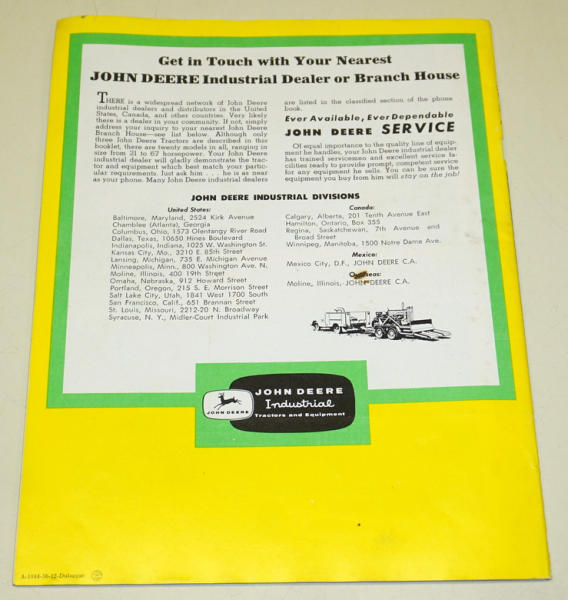 Get in Touch with Your Nearest
JOHN DEERE Industrial Dealer or Branch House
THERE is a widespread network of John Deere
industrial dealers and distributors in the United
States, Canada, and other countries. Very likely
there is a dealer in your community. If not, simply
address your inquiry to your nearest John Deere
Branch House—see list below. Although only
three John Deere Tractors are described in this
booklet, there are twenty models in all, ranging in
size from 21 to 67 horsepower. Your John Deere
industrial dealer will gladly demonstrate the trac-
tor and equipment which best match your partic-
ular requirements. Just ask him . . . he is as near
as your phone. Many John Deere industrial dealers
are listed in the classified section of the phone
book.
Ever Available, Ever Dependable
JOHN DEERE SERVICE
Of equal importance to the quality line of equip-
ment he handles, your John Deere industrial dealer
has trained servicemen and excellent service fa-
cilities ready to provide prompt, competent service
for any equipment he sells. You can be sure the
equipment you buy from him will stay on the job!
JOHN DEERE INDUSTRIAL DIVISIONS
United States:
Baltimore, Maryland, 2524 Kirk Avenue
Chamblee (Atlanta), Georgia
Columbus, Ohio, 1573 Olentangy River Road
Dallas, Texas, 10650 Hines Boulevard
Indianapolis, Indiana, 1025 W. Washington St.
Kansas City, Mo., 3210 E. 85th Street
Lansing, Michigan, 735 E. Michigan Avenue
Minneapolis, Minn., 800 Washington Ave. N.
Moline, Illinois, 400 19th Street
Omaha, Nebraska, 912 Howard Street
Portland, Oregon, 215 S. E. Morrison Street
Salt Lake City, Utah, 1841 West 1700 South
San Francisco, Calif., 651 Brannan Street
St. Louis, Missouri, 2212-20 N. Broadway
Syracuse, N. Y., Midler-Court Industrial Park
Canada:
Calgary, Alberta, 201 Tenth Avenue East
Hamilton, Ontario, Box 355
Regina, Saskatchewan, 7th Avenue and
Broad Street
Winnipeg, Manitoba, 1500 Notre Dame Ave.
Mexico:
Mexico City, D.F., JOHN DEERE C.A.
Overseas:
Moline, Illinois, JOHN DEERE C.A.
JOHN DEERE
JOHN DEERE
Industrial
Tractors and Equipment